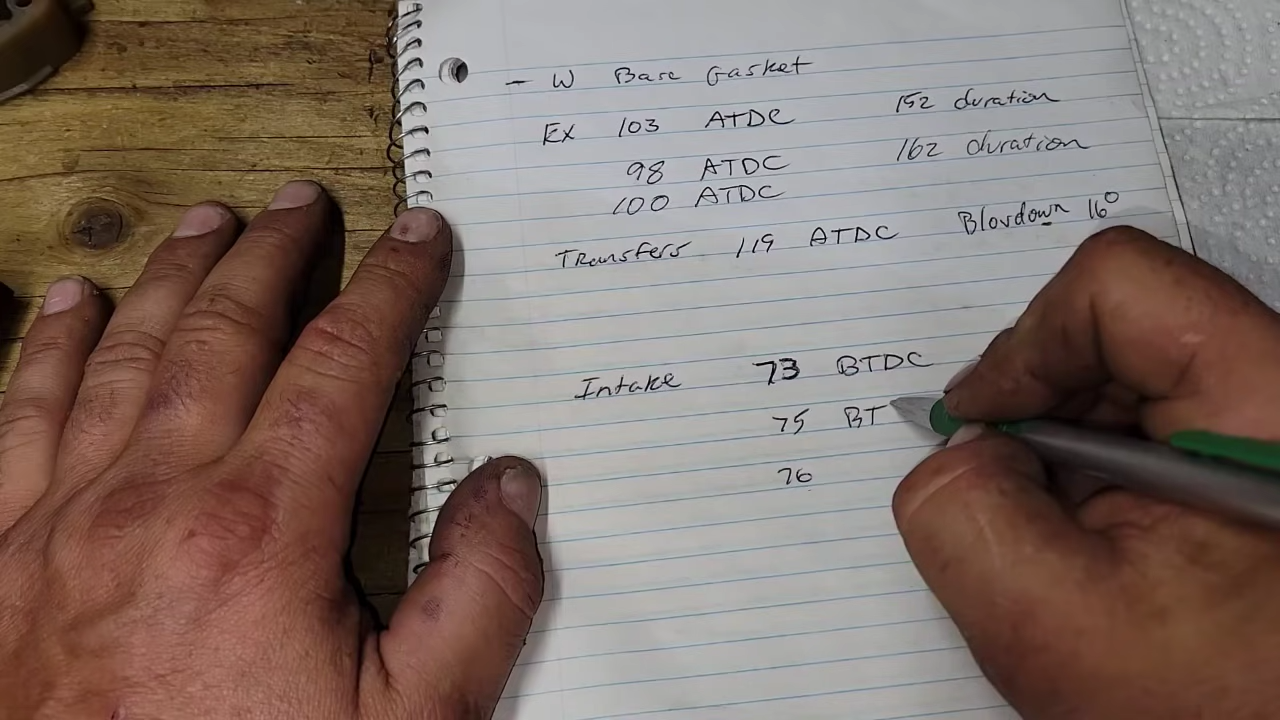 - W Base Gasket
Ex 103 ATDC 152 duration
98 ATDC 162 duration
100 ATDC
Transfers 119 ATDC Blowdown 16°
Intake 73 BTDC
75 BT
76